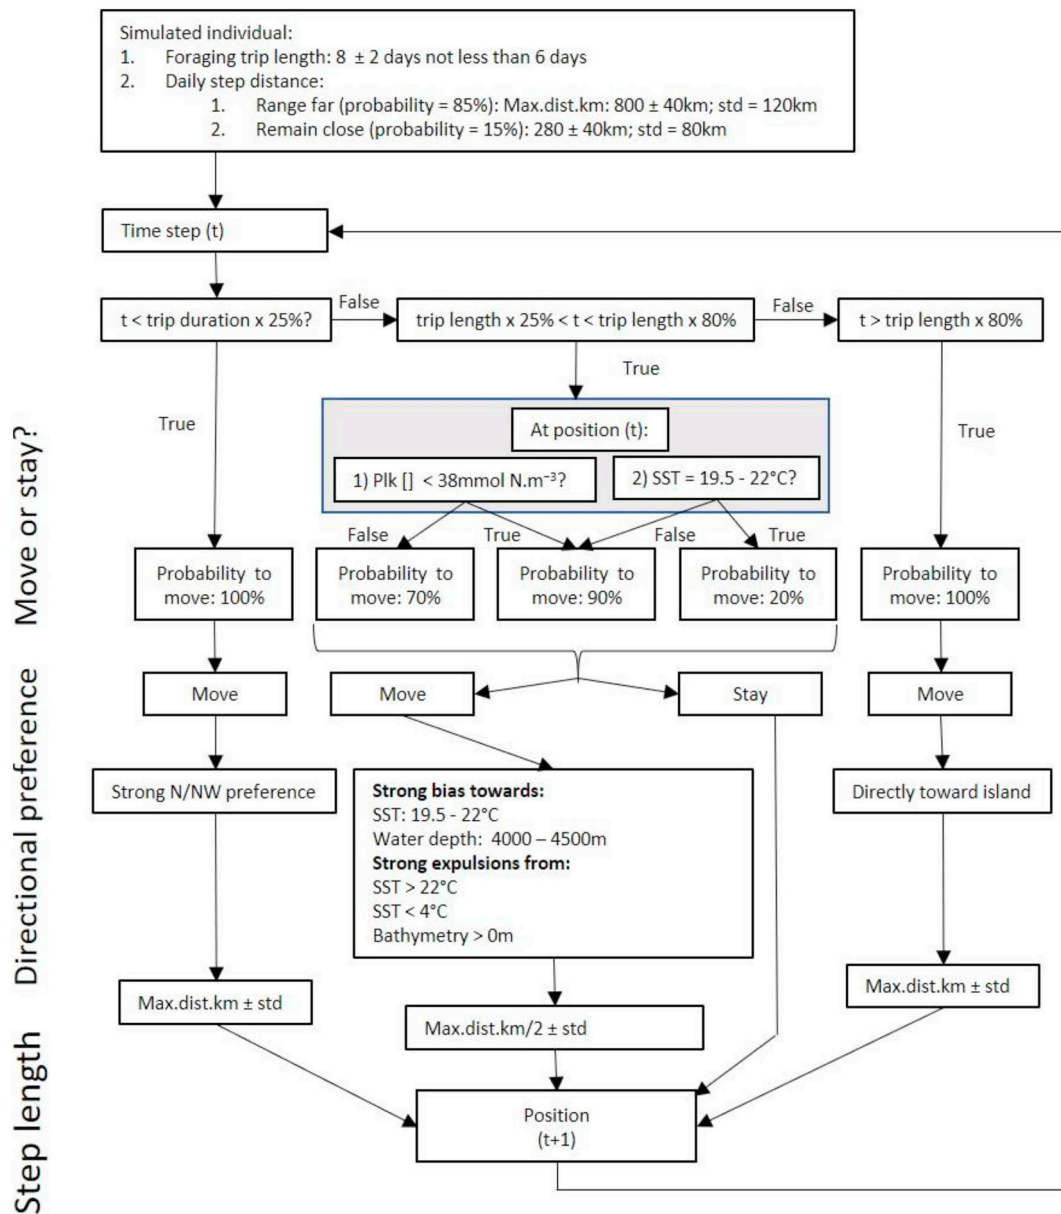 Simulated individual:
1. Foraging trip length: 8 ± 2 days not less than 6 days
2. Daily step distance:
1. Range far (probability = 85%): Max.dist.km: 800 ± 40km; std = 120km
2. Remain close (probability = 15%): 280 ± 40km; std = 80km
Time step (t)
t < trip duration x 25%?
False
trip length x 25% < t < trip length x 80%
False
t > trip length x 80%
True
True
True
At position (t):
1) Plk [] < 38mmol N.m⁻³?
2) SST = 19.5 - 22°C?
False
True
False
True
Probability to
move: 100%
Probability to
move: 70%
Probability to
move: 90%
Probability to
move: 20%
Probability to
move: 100%
Move
Move
Stay
Move
Strong N/NW preference
Strong bias towards:
SST: 19.5 - 22°C
Water depth: 4000 – 4500m
Strong expulsions from:
SST > 22°C
SST < 4°C
Bathymetry > 0m
Directly toward island
Max.dist.km ± std
Max.dist.km/2 ± std
Max.dist.km ± std
Position
(t+1)
Move or stay?
Directional preference
Step length